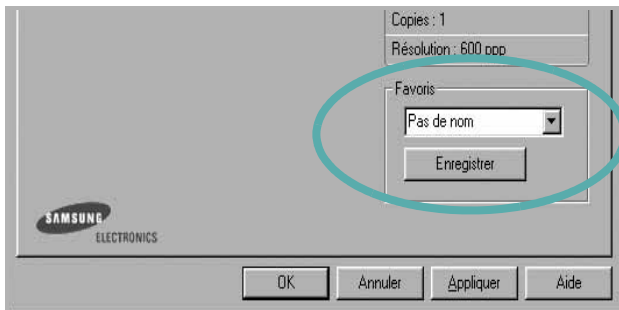 Copies : 1
Résolution : 600 ppp
Favoris
Pas de nom
Enregistrer
SAMSUNG
ELECTRONICS
OK
Annuler
Appliquer
Aide